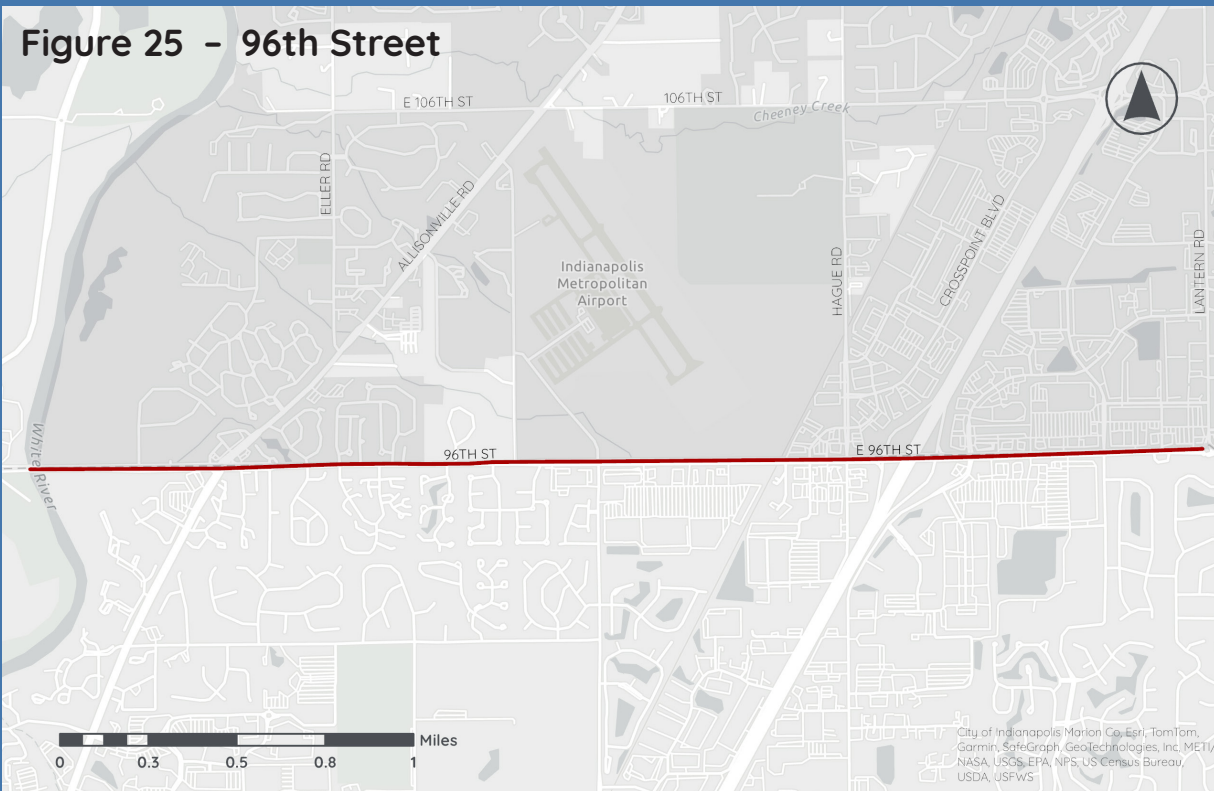 Figure 25 – 96th Street
E 106TH ST
106TH ST
Cheeney Creek
ELLER RD
ALLISONVILLE RD
Indianapolis
Metropolitan
Airport
HAGUE RD
CROSSPOINT BLVD
LANTERN RD
White River
96TH ST
E 96TH ST
Miles
0 0.3 0.5 0.8 1
City of Indianapolis Marion Co, Esri, TomTom,
Garmin, SafeGraph, GeoTechnologies, Inc, METI/
NASA, USGS, EPA, NPS, US Census Bureau,
USDA, USFWS